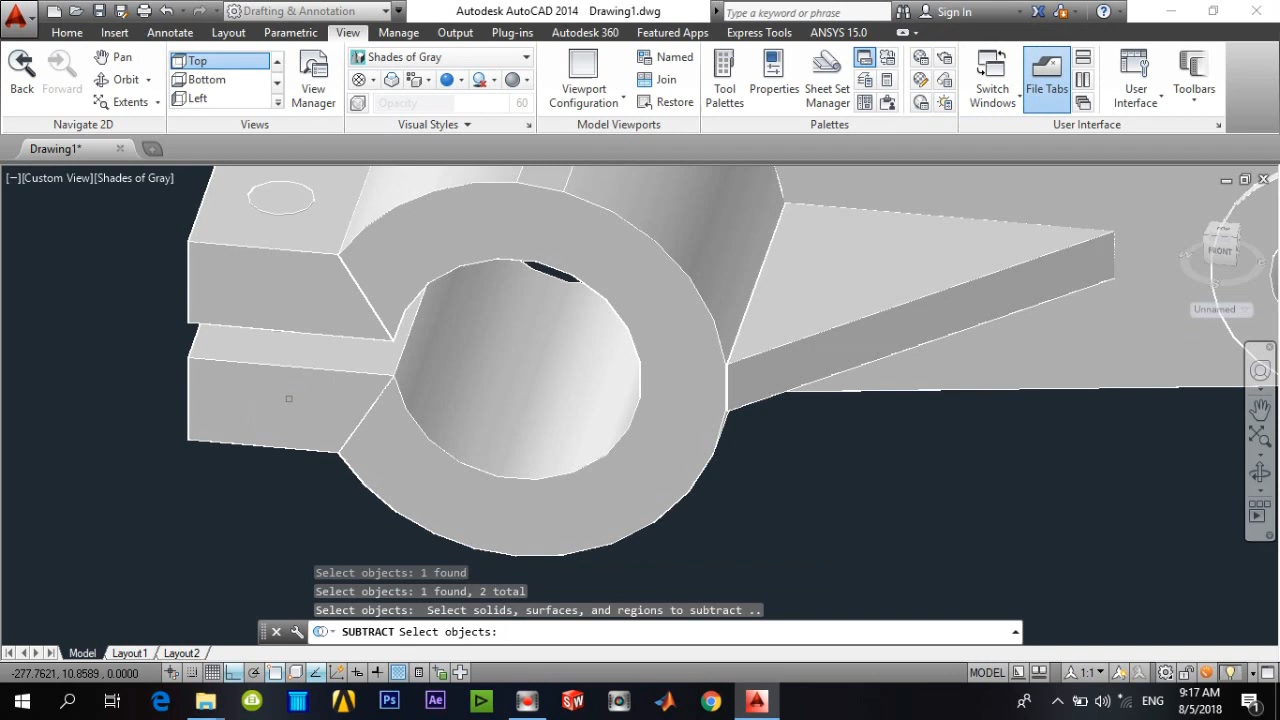 Drafting & Annotation
Autodesk AutoCAD 2014 Drawing1.dwg
Type a keyword or phrase
Sign In
Home Insert Annotate Layout Parametric View Manage Output Plug-ins Autodesk 360 Featured Apps Express Tools ANSYS 15.0
Back
Forward
Pan
Orbit
Extents
Navigate 2D
Top
Bottom
Left
View
Manager
Views
Shades of Gray
Opacity 60
Visual Styles
Viewport
Configuration
Named
Join
Restore
Model Viewports
Tool
Palettes
Properties
Sheet Set
Manager
Palettes
Switch
Windows
File Tabs
User
Interface
Toolbars
User Interface
Drawing1*
[−][Custom View][Shades of Gray]
FRONT
Unnamed
Select objects: 1 found
Select objects: 1 found, 2 total
Select objects: Select solids, surfaces, and regions to subtract ..
SUBTRACT Select objects:
Model Layout1 Layout2
-277.7621, 10.8589, 0.0000
MODEL
1:1
Ps
Ae
SW
ENG
9:17 AM
8/5/2018
1